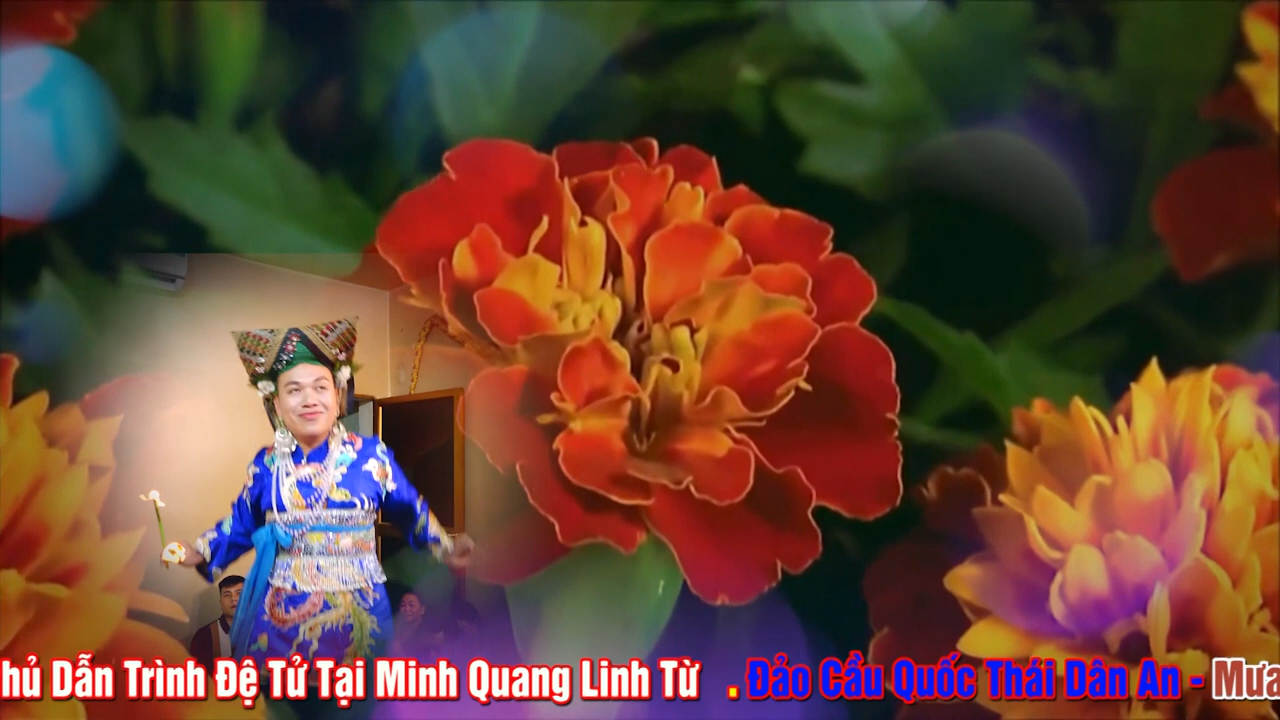 hủ Dẫn Trình Đệ Tử Tại Minh Quang Linh Từ . Đảo Cầu Quốc Thái Dân An - Mưa